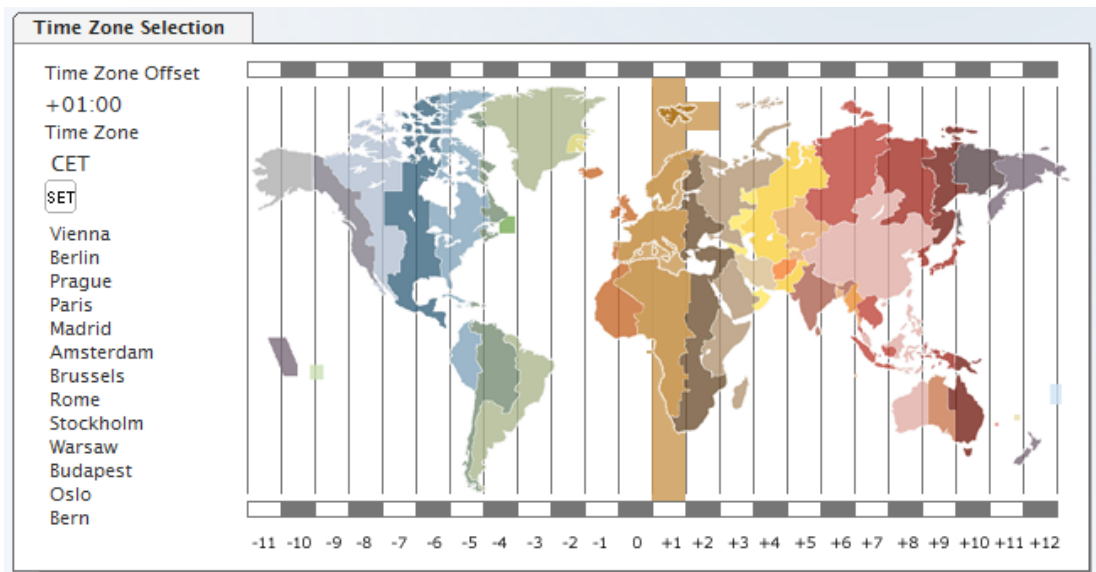 Time Zone Selection
Time Zone Offset
+01:00
Time Zone
CET
SET
Vienna
Berlin
Prague
Paris
Madrid
Amsterdam
Brussels
Rome
Stockholm
Warsaw
Budapest
Oslo
Bern
-11 -10 -9 -8 -7 -6 -5 -4 -3 -2 -1 0 +1 +2 +3 +4 +5 +6 +7 +8 +9 +10 +11 +12